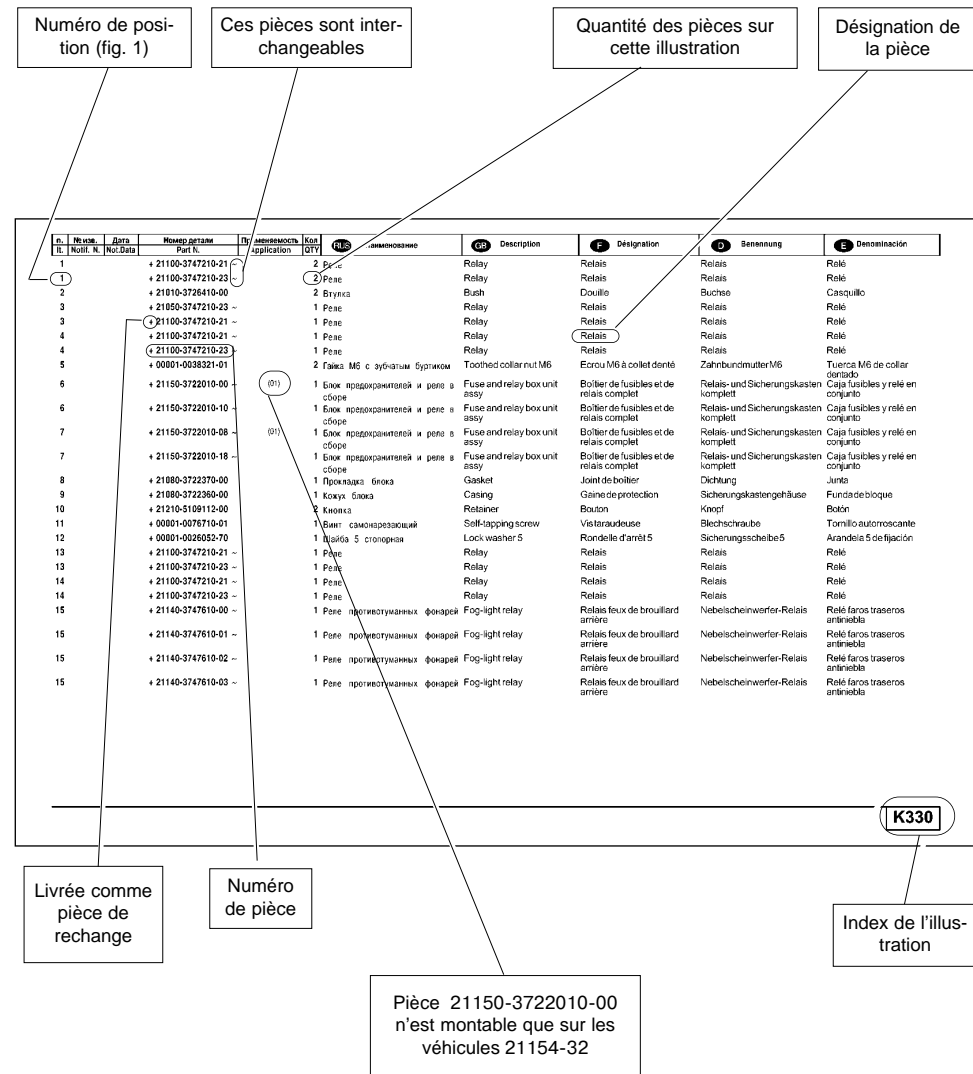 Numéro de posi-
tion (fig. 1)
Ces pièces sont inter-
changeables
Quantité des pièces sur
cette illustration
Désignation de
la pièce
n. № изв. Дата Номер детали Применяемость Кол RUS Наименование GB Description F Désignation D Benennung E Denominación
It. Notif. N. Not.Data Part N. Application QTY
1 + 21100-3747210-21 ~ 2 Реле Relay Relais Relais Relé
1 + 21100-3747210-23 ~ 2 Реле Relay Relais Relais Relé
2 + 21010-3726410-00 2 Втулка Bush Douille Buchse Casquillo
3 + 21050-3747210-23 ~ 1 Реле Relay Relais Relais Relé
3 + 21100-3747210-21 ~ 1 Реле Relay Relais Relais Relé
4 + 21100-3747210-21 ~ 1 Реле Relay Relais Relais Relé
4 + 21100-3747210-23 ~ 1 Реле Relay Relais Relais Relé
5 + 00001-0038321-01 2 Гайка М6 с зубчатым буртиком Toothed collar nut M6 Ecrou M6 à collet denté Zahnbundmutter M6 Tuerca M6 de collar
dentado
6 + 21150-3722010-00 ~ (01) 1 Блок предохранителей и реле в Fuse and relay box unit Boîtier de fusibles et de Relais- und Sicherungskasten Caja fusibles y relé en
сборе assy relais complet komplett conjunto
6 + 21150-3722010-10 ~ 1 Блок предохранителей и реле в Fuse and relay box unit Boîtier de fusibles et de Relais- und Sicherungskasten Caja fusibles y relé en
сборе assy relais complet komplett conjunto
7 + 21150-3722010-08 ~ (01) 1 Блок предохранителей и реле в Fuse and relay box unit Boîtier de fusibles et de Relais- und Sicherungskasten Caja fusibles y relé en
сборе assy relais complet komplett conjunto
7 + 21150-3722010-18 ~ 1 Блок предохранителей и реле в Fuse and relay box unit Boîtier de fusibles et de Relais- und Sicherungskasten Caja fusibles y relé en
сборе assy relais complet komplett conjunto
8 + 21080-3722370-00 1 Прокладка блока Gasket Joint de boîtier Dichtung Junta
9 + 21080-3722360-00 1 Кожух блока Casing Gaine de protection Sicherungskastengehäuse Funda de bloque
10 + 21210-5109112-00 2 Кнопка Retainer Bouton Knopf Botón
11 + 00001-0076710-01 1 Винт самонарезающий Self-tapping screw Vis taraudeuse Blechschraube Tornillo autorroscante
12 + 00001-0026052-70 1 Шайба 5 стопорная Lock washer 5 Rondelle d'arrêt 5 Sicherungsscheibe 5 Arandela 5 de fijación
13 + 21100-3747210-21 ~ 1 Реле Relay Relais Relais Relé
13 + 21100-3747210-23 ~ 1 Реле Relay Relais Relais Relé
14 + 21100-3747210-21 ~ 1 Реле Relay Relais Relais Relé
14 + 21100-3747210-23 ~ 1 Реле Relay Relais Relais Relé
15 + 21140-3747610-00 ~ 1 Реле противотуманных фонарей Fog-light relay Relais feux de brouillard Nebelscheinwerfer-Relais Relé faros traseros
arrière antiniebla
15 + 21140-3747610-01 ~ 1 Реле противотуманных фонарей Fog-light relay Relais feux de brouillard Nebelscheinwerfer-Relais Relé faros traseros
arrière antiniebla
15 + 21140-3747610-02 ~ 1 Реле противотуманных фонарей Fog-light relay Relais feux de brouillard Nebelscheinwerfer-Relais Relé faros traseros
arrière antiniebla
15 + 21140-3747610-03 ~ 1 Реле противотуманных фонарей Fog-light relay Relais feux de brouillard Nebelscheinwerfer-Relais Relé faros traseros
arrière antiniebla
K330
Livrée comme
pièce de
rechange
Numéro
de pièce
Index de l'illus-
tration
Pièce 21150-3722010-00
n'est montable que sur les
véhicules 21154-32